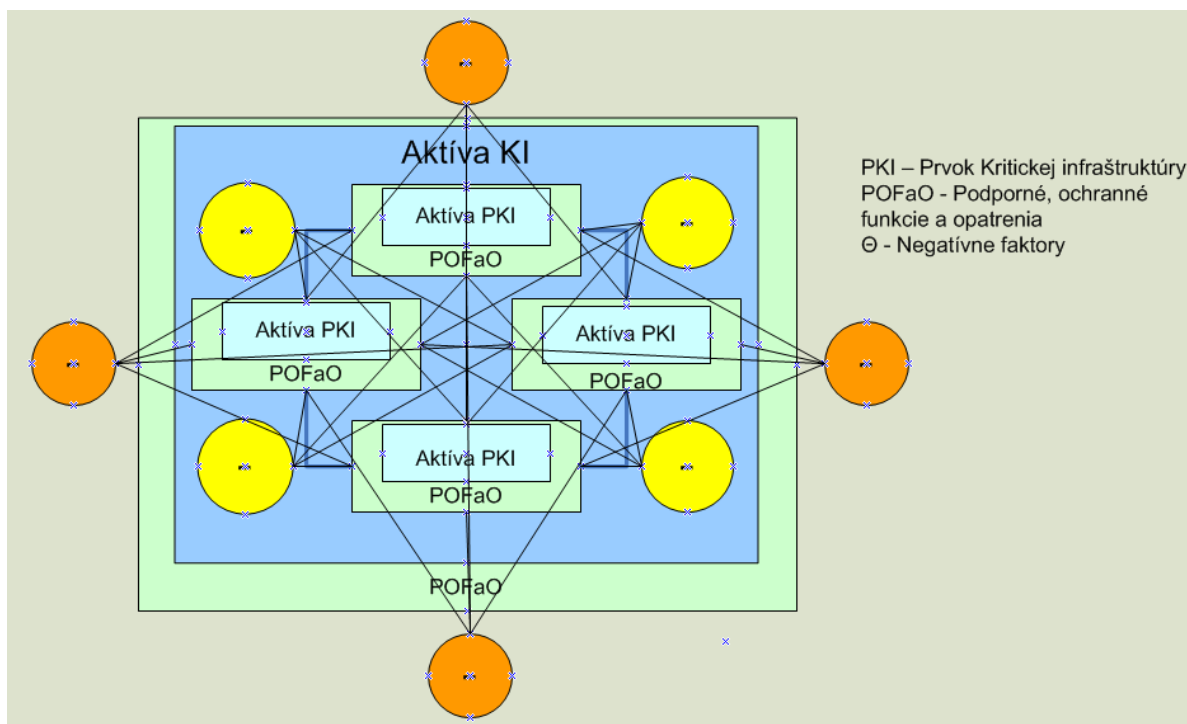 Aktíva KI
Aktíva PKI
POFaO
Aktíva PKI
POFaO
Aktíva PKI
POFaO
Aktíva PKI
POFaO
POFaO
PKI – Prvok Kritickej infraštruktúry
POFaO - Podporné, ochranné
funkcie a opatrenia
Θ - Negatívne faktory